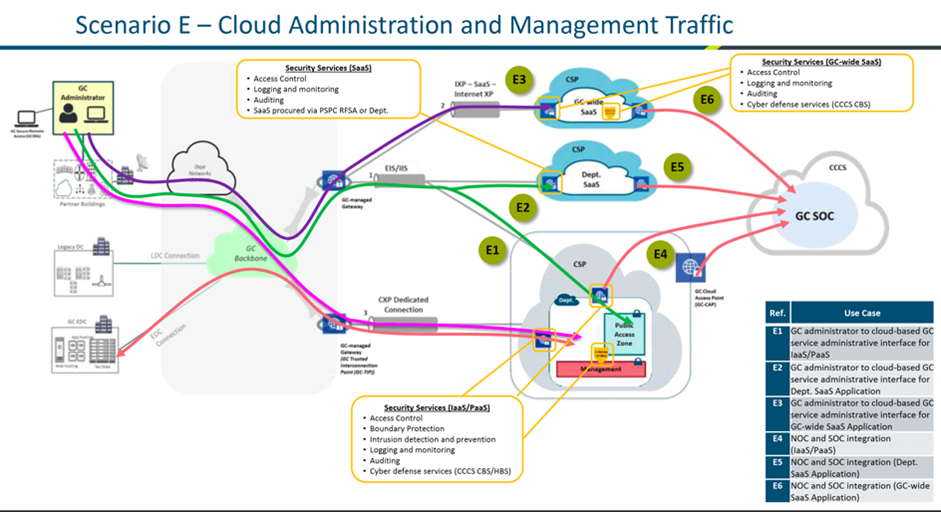 Scenario E – Cloud Administration and Management Traffic
Security Services (SaaS)
• Access Control
• Logging and monitoring
• Auditing
• SaaS procured via PSPC RFSA or Dept.
Security Services (GC-wide SaaS)
• Access Control
• Logging and monitoring
• Auditing
• Cyber defense services (CCCS CBS)
GC
Administrator
GC Secure Remote
Access (GCSRA)
Partner Buildings
Dept
Networks
Legacy DC
LDC Connection
GC
Backbone
GC EDC
EDC
Connection
IXP – SaaS –
Internet XP
2
E3
CSP
GC-wide
SaaS
E6
EIS/IIS
1
GC-managed
Gateway
CSP
Dept.
SaaS
E5
E2
CCCS
GC SOC
E1
CSP
E4
GC Cloud
Access Point
(GC-CAP)
CXP Dedicated
Connection
3
GC-managed
Gateway
(GC Trusted
Interconnection
Point (GC-TIP))
Dept.
Public
Access
Zone
Management
Security Services (IaaS/PaaS)
• Access Control
• Boundary Protection
• Intrusion detection and prevention
• Logging and monitoring
• Auditing
• Cyber defense services (CCCS CBS/HBS)
Ref. Use Case
E1 GC administrator to cloud-based GC
service administrative interface for
IaaS/PaaS
E2 GC administrator to cloud-based GC
service administrative interface for
Dept. SaaS Application
E3 GC administrator to cloud-based GC
service administrative interface for
GC-wide SaaS Application
E4 NOC and SOC integration
(IaaS/PaaS)
E5 NOC and SOC integration (Dept.
SaaS Application)
E6 NOC and SOC integration (GC-wide
SaaS Application)